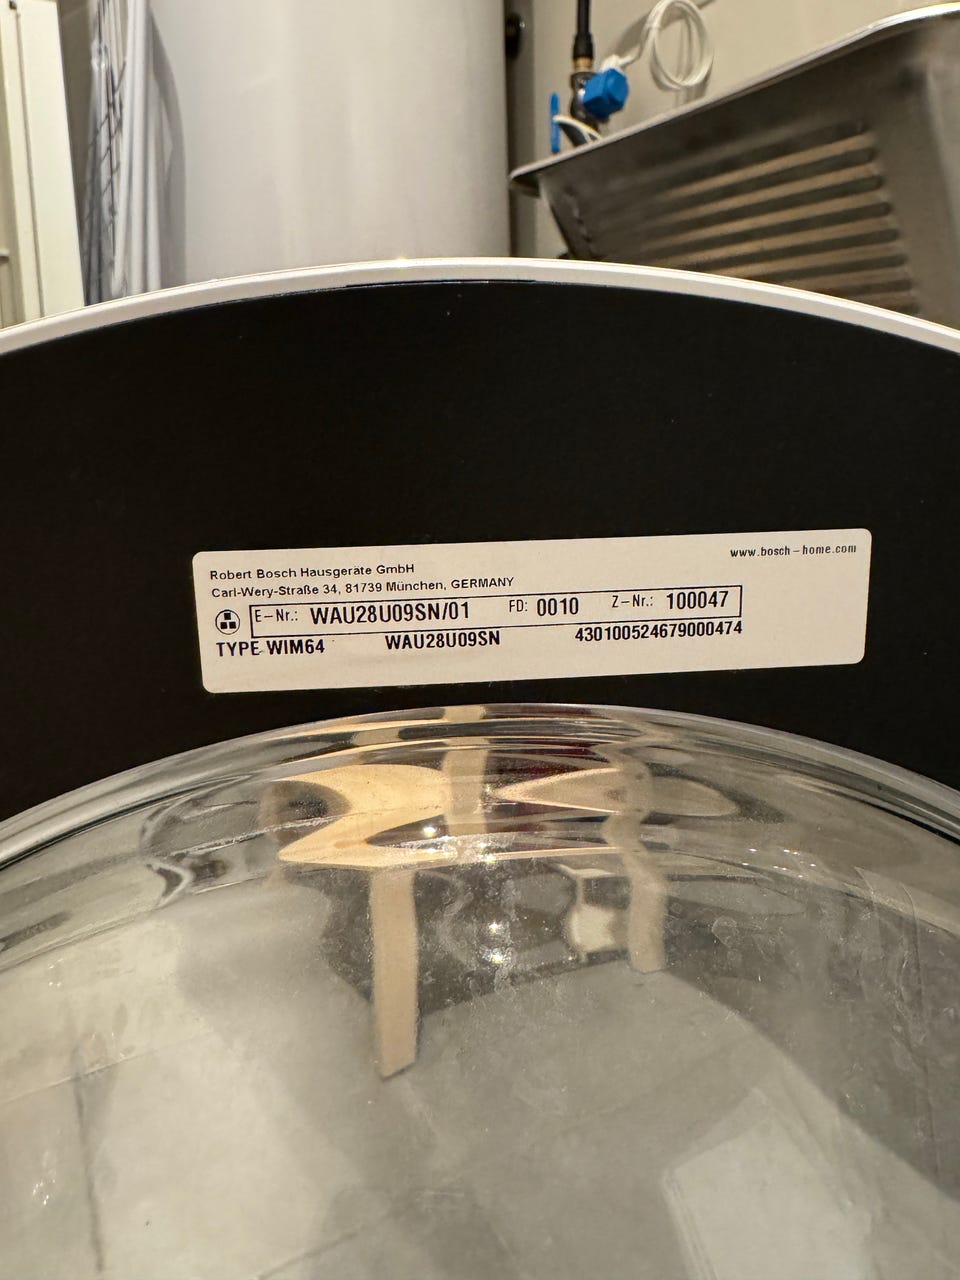 www.bosch-home.com
Robert Bosch Hausgeräte GmbH
Carl-Wery-Straße 34, 81739 München, GERMANY
E-Nr.: WAU28U09SN/01 FD: 0010 Z-Nr.: 100047
TYPE WIM64 WAU28U09SN 430100524679000474